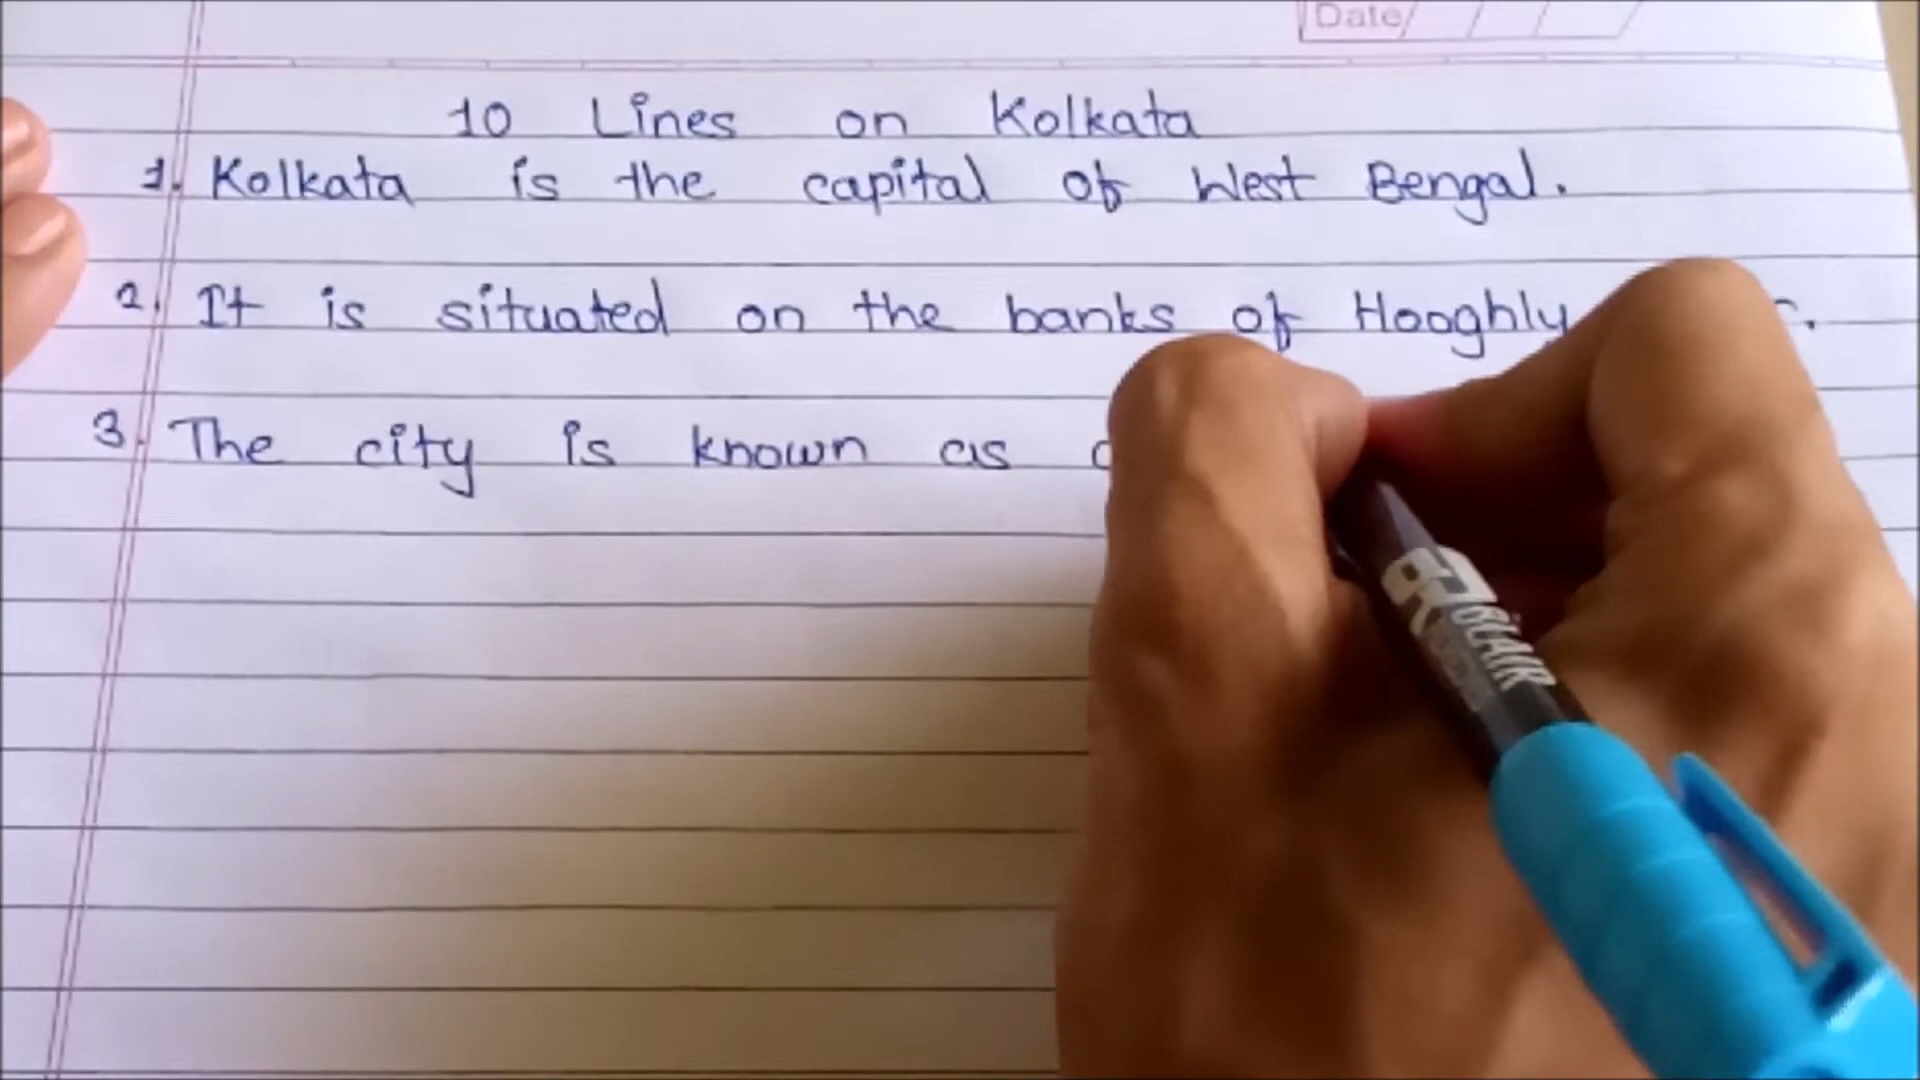 Date
10 Lines on Kolkata
1. Kolkata is the capital of West Bengal.
2. It is situated on the banks of Hooghly
3. The city is known as
ROLAIR